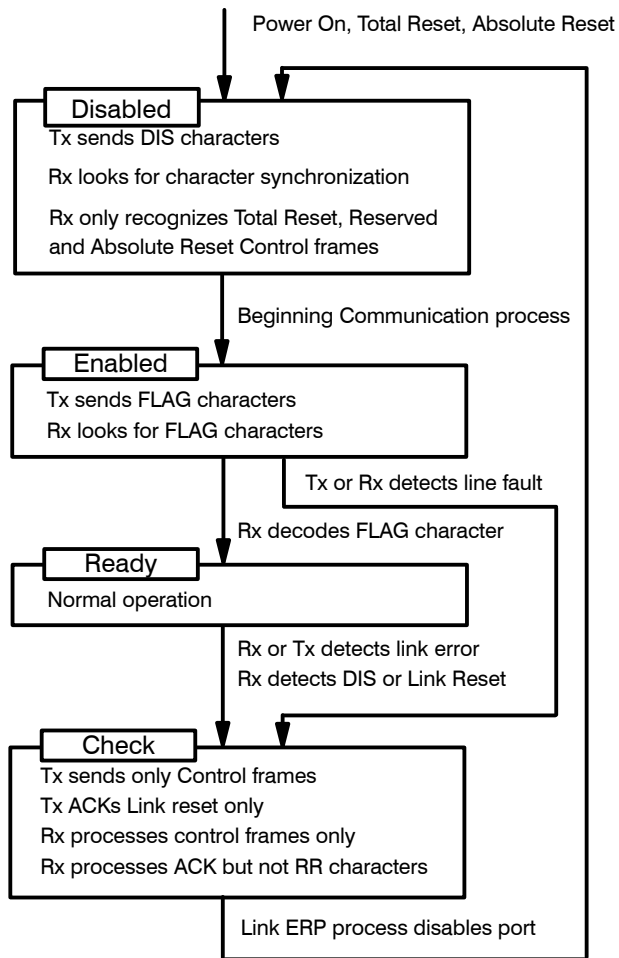 Power On, Total Reset, Absolute Reset
Disabled
Tx sends DIS characters
Rx looks for character synchronization
Rx only recognizes Total Reset, Reserved
and Absolute Reset Control frames
Beginning Communication process
Enabled
Tx sends FLAG characters
Rx looks for FLAG characters
Tx or Rx detects line fault
Rx decodes FLAG character
Ready
Normal operation
Rx or Tx detects link error
Rx detects DIS or Link Reset
Check
Tx sends only Control frames
Tx ACKs Link reset only
Rx processes control frames only
Rx processes ACK but not RR characters
Link ERP process disables port